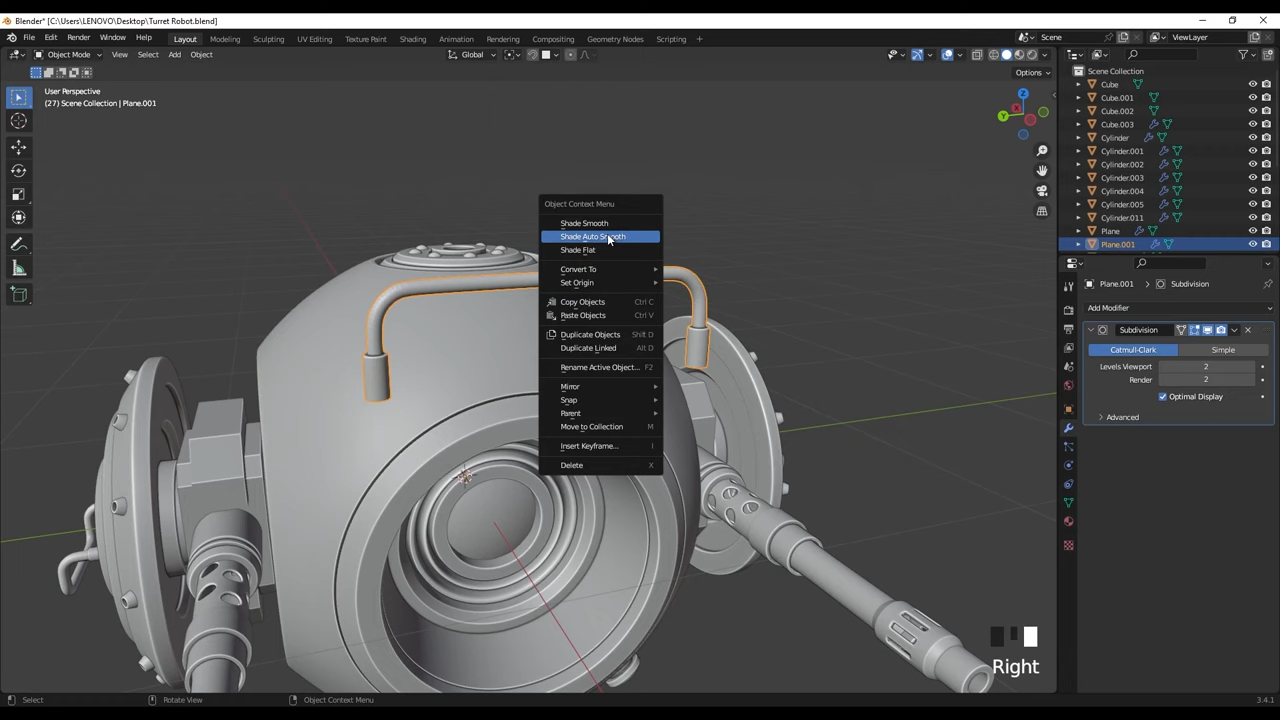 Blender* [C:\Users\LENOVO\Desktop\Turret Robot.blend]
File Edit Render Window Help Layout Modeling Sculpting UV Editing Texture Paint Shading Animation Rendering Compositing Geometry Nodes Scripting + Scene ViewLayer
Object Mode View Select Add Object Global
Options
User Perspective
(27) Scene Collection | Plane.001
Z
X
Y
Scene Collection
Cube
Cube.001
Cube.002
Cube.003
Cylinder
Cylinder.001
Cylinder.002
Cylinder.003
Cylinder.004
Cylinder.005
Cylinder.011
Plane
Plane.001
Object Context Menu
Shade Smooth
Shade Auto Smooth
Shade Flat
Convert To
Set Origin
Copy Objects Ctrl C
Paste Objects Ctrl V
Duplicate Objects Shift D
Duplicate Linked Alt D
Rename Active Object... F2
Mirror
Snap
Parent
Move to Collection M
Insert Keyframe... I
Delete X
Plane.001 > Subdivision
Add Modifier
Subdivision
Catmull-Clark Simple
Levels Viewport 2
Render 2
Optimal Display
Advanced
Right
Select Rotate View Object Context Menu 3.4.1